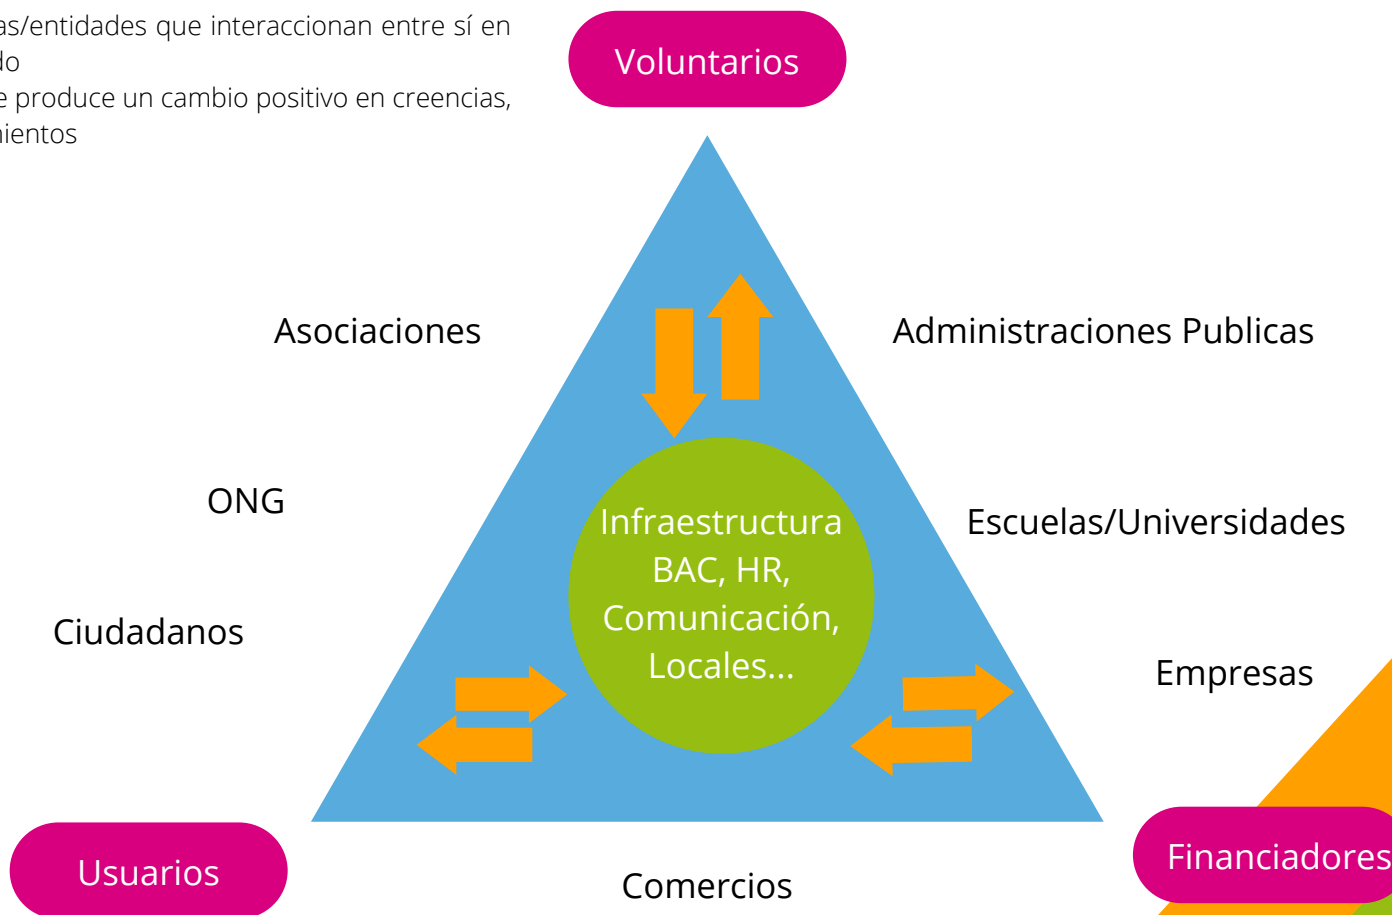 as/entidades que interaccionan entre sí en
do
e produce un cambio positivo en creencias,
mientos
Voluntarios
Asociaciones
Administraciones Publicas
ONG
Escuelas/Universidades
Infraestructura
BAC, HR,
Comunicación,
Locales...
Ciudadanos
Empresas
Usuarios
Comercios
Financiadores